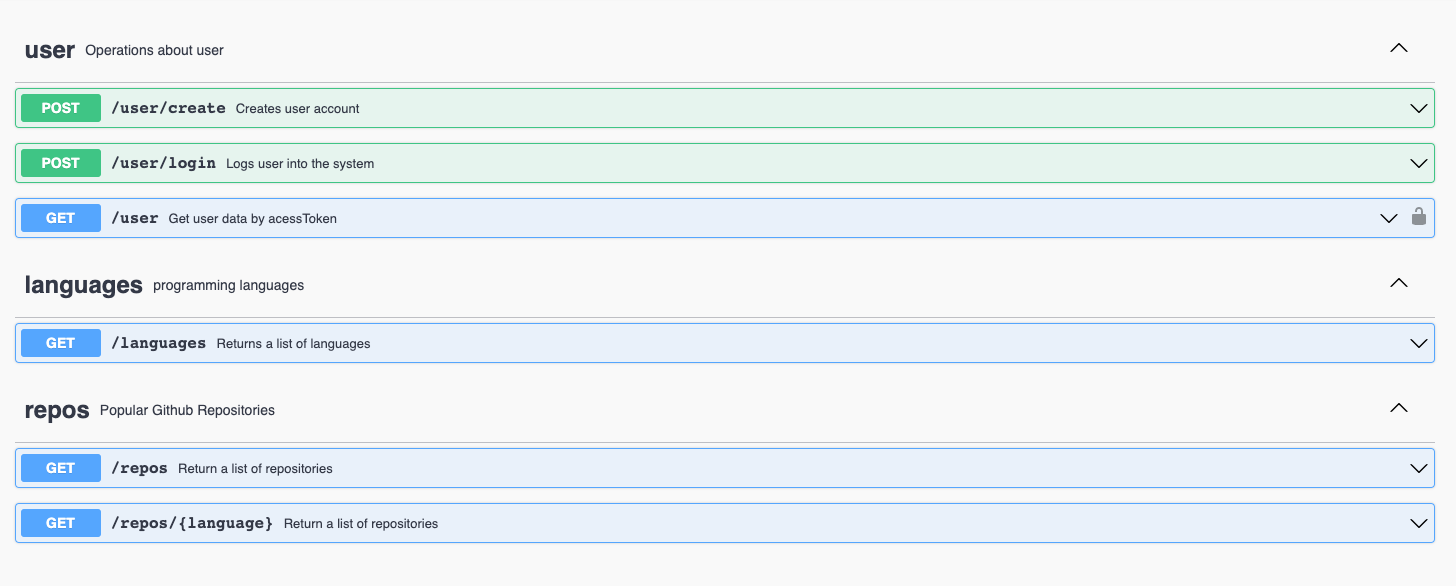 user Operations about user
POST /user/create Creates user account
POST /user/login Logs user into the system
GET /user Get user data by acessToken
languages programming languages
GET /languages Returns a list of languages
repos Popular Github Repositories
GET /repos Return a list of repositories
GET /repos/{language} Return a list of repositories